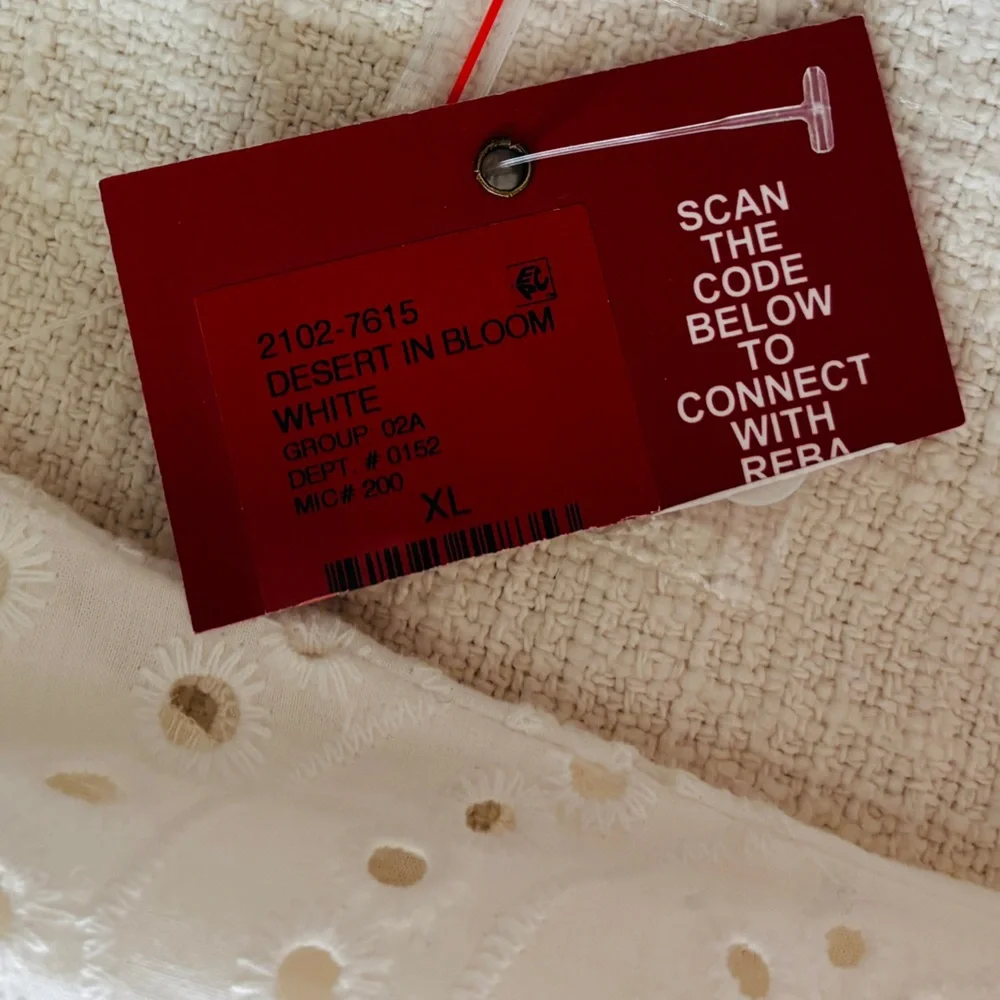 2102-7615
DESERT IN BLOOM
WHITE
GROUP 02A
DEPT. # 0152
MIC# 200
XL
SCAN
THE
CODE
BELOW
TO
CONNECT
WITH
REBA